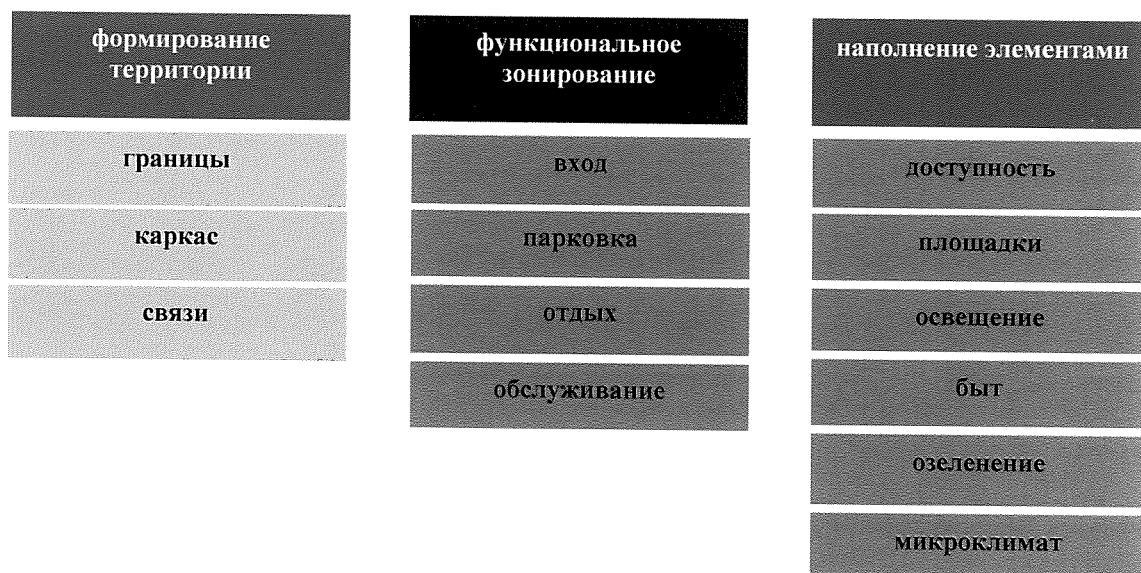 формирование
территории
границы
каркас
связи
функциональное
зонирование
вход
парковка
отдых
обслуживание
наполнение элементами
доступность
площадки
освещение
быт
озеленение
микроклимат